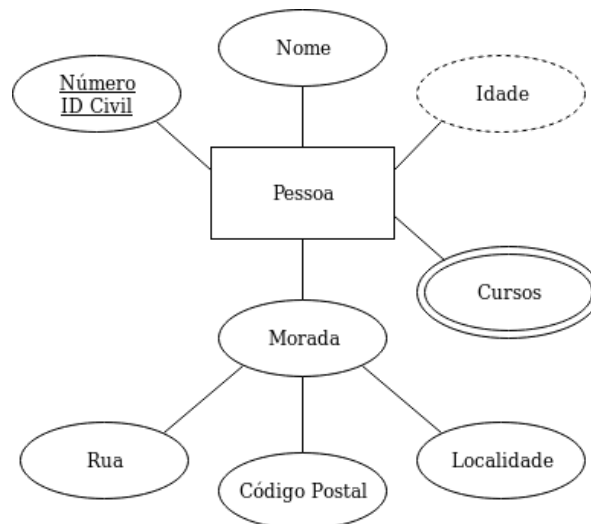 Nome
Número
ID Civil
Idade
Pessoa
Cursos
Morada
Rua
Código Postal
Localidade